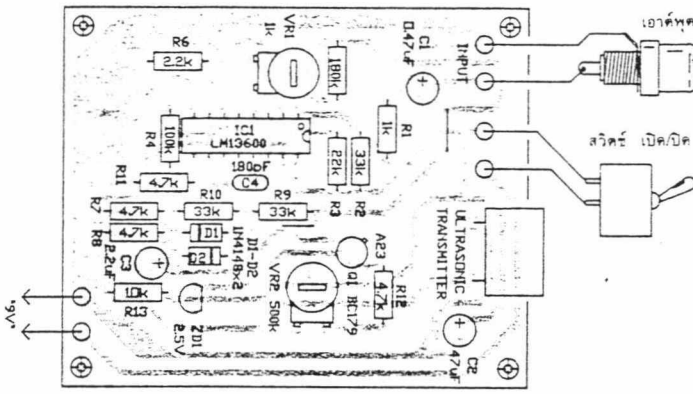 R6
2.2k
VR1
1k
180k
C1
0.47uF
INPUT
เอาต์พุต
R4
100k
IC1
LM13600
R1
1k
สวิตช์ เปิด/ปิด
180pF
C4
R3
22k
R2
33k
R11
4.7k
R7
4.7k
R10
33k
R9
33k
R8
4.7k
D1
D2
D1-D2
1N4148x2
2.2uF
C3
VR2 500k
A23
Q1 BC179
R12
4.7k
ULTRASONIC
TRANSMITTER
"9V"
R13
ZD1
2.5V
C2
47uF